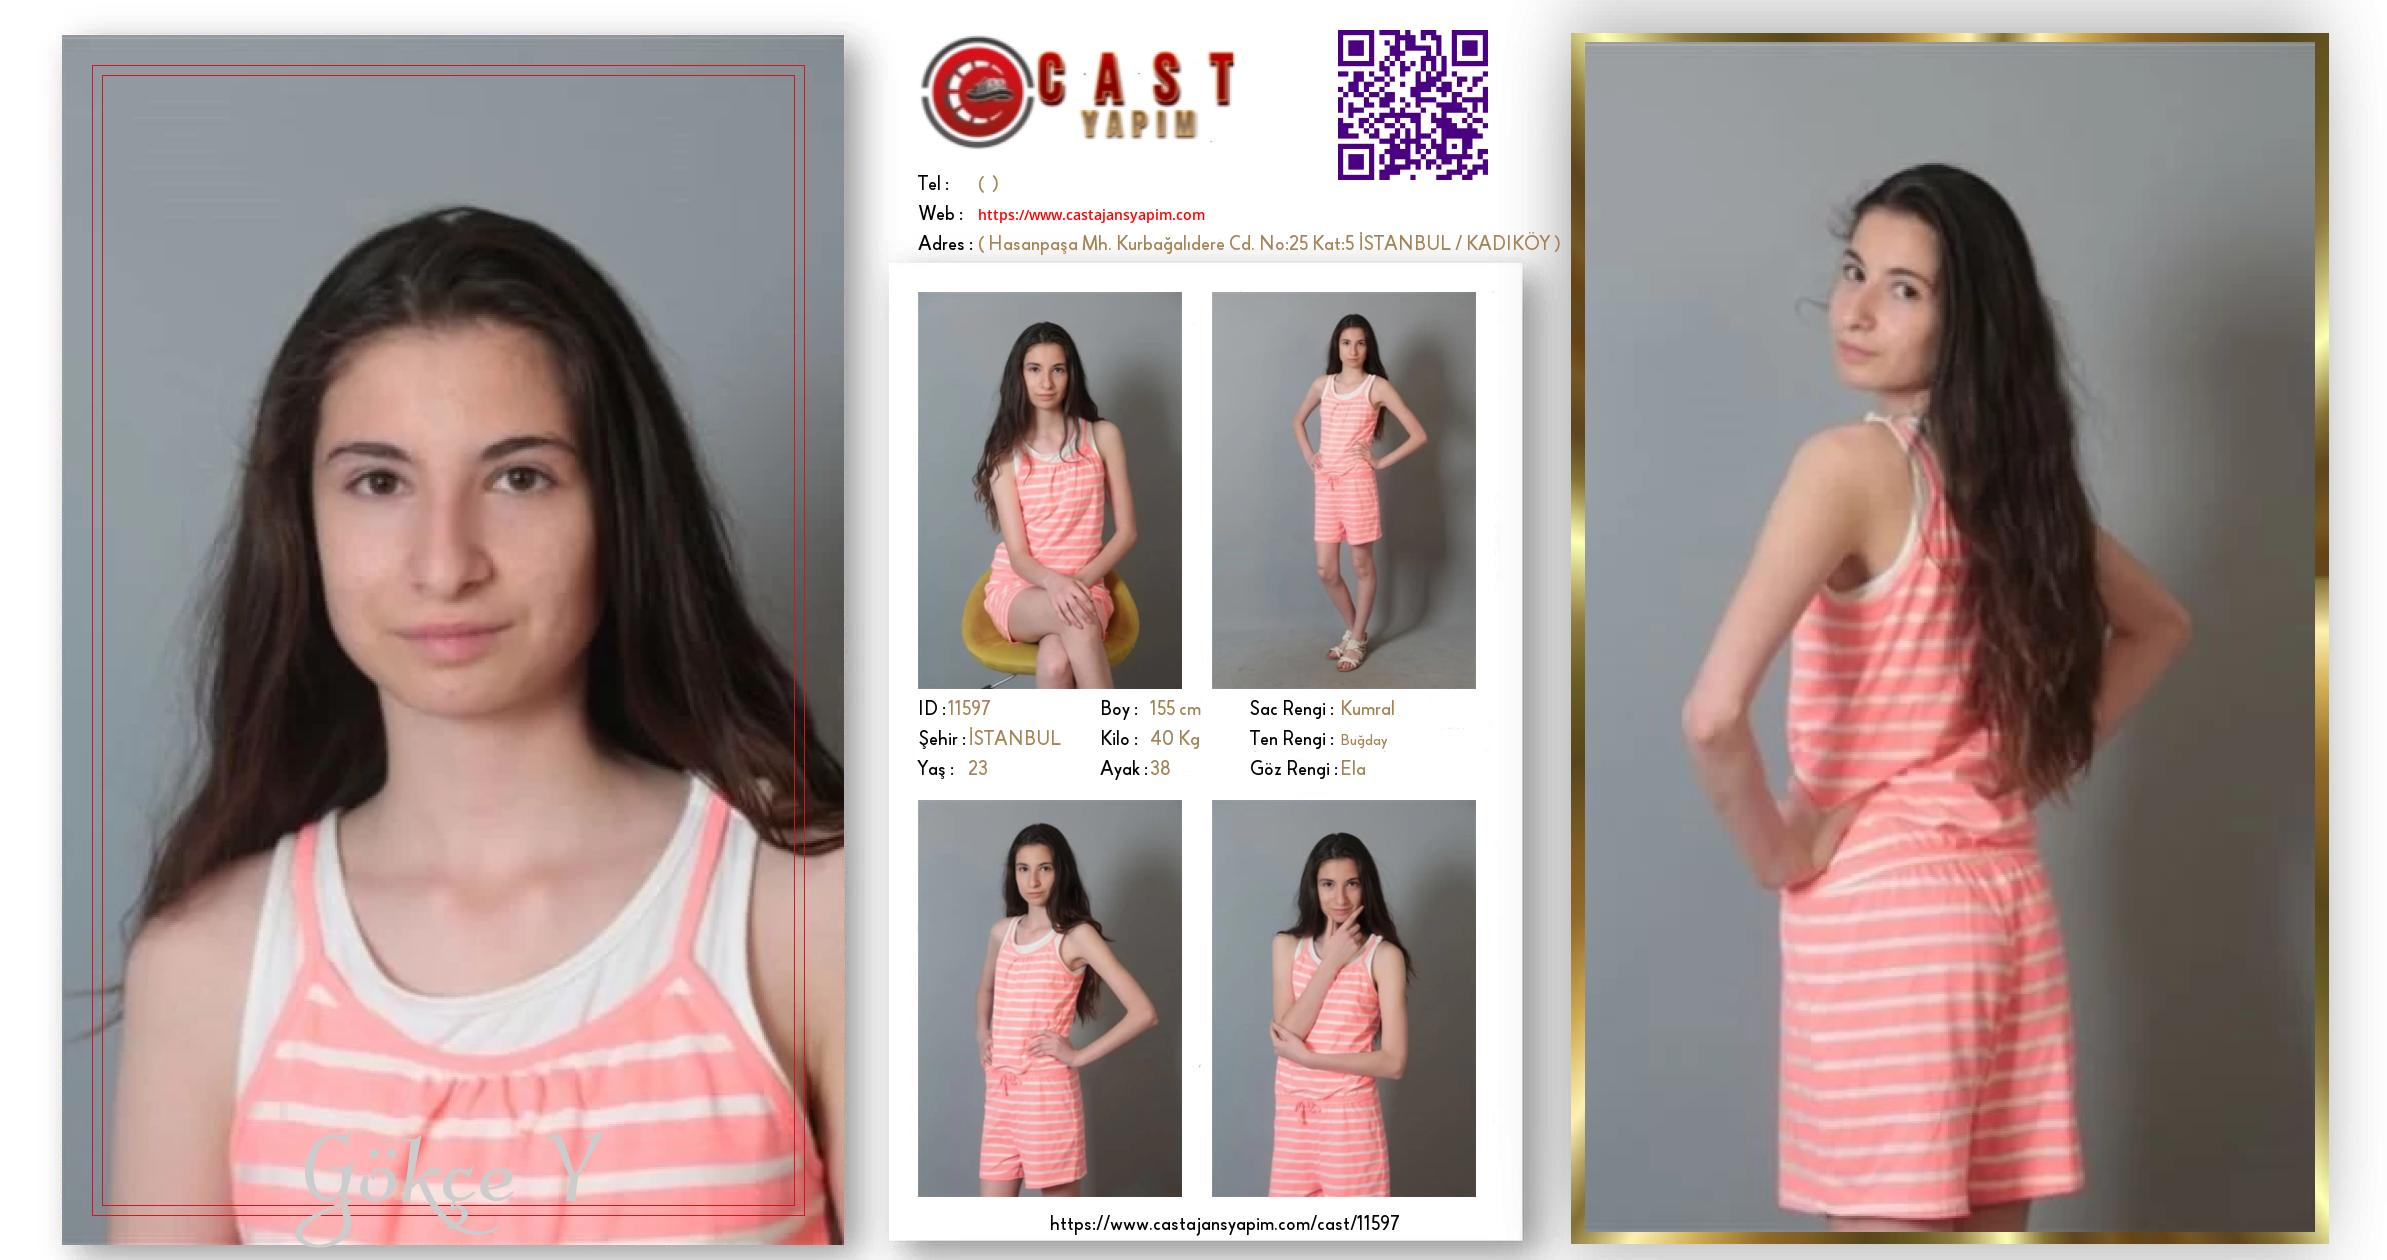 CAST
YAPIM
Tel : ( )
Web : https://www.castajansyapim.com
Adres : ( Hasanpaşa Mh. Kurbağalıdere Cd. No:25 Kat:5 İSTANBUL / KADIKÖY )
ID : 11597 Boy : 155 cm Sac Rengi : Kumral
Şehir : İSTANBUL Kilo : 40 Kg Ten Rengi : Buğday
Yaş : 23 Ayak : 38 Göz Rengi : Ela
Gökçe Y
https://www.castajansyapim.com/cast/11597